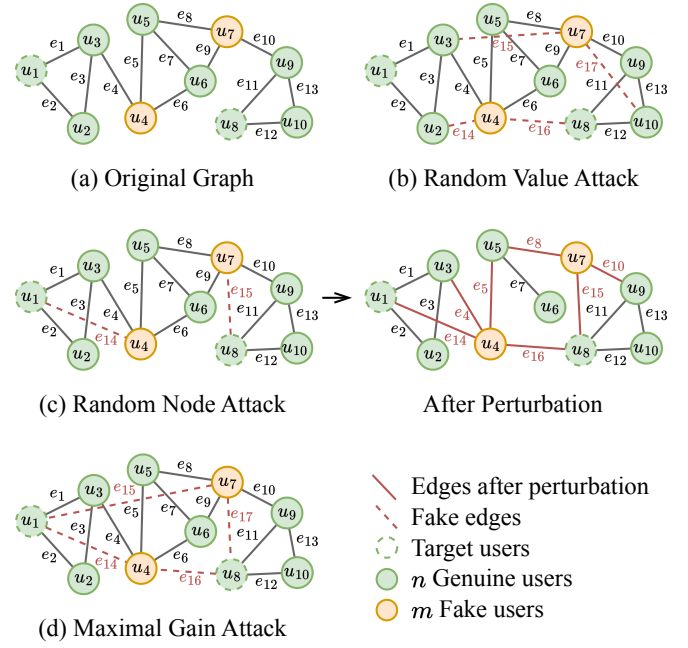 u5 e8 u7
e1 u3 e9 e10
u1 e3 e5 e7 u9
e2 e4 u6 e11 e13
u2 u4 e6 u8 e12 u10
(a) Original Graph
u5 e8 u7
e1 u3 e15 e9 e10
u1 e3 e5 e7 e17 u9
e2 e4 u6 e11 e13
u2 e14 u4 e6 e16 u8 e12 u10
(b) Random Value Attack
u5 e8 u7
e1 u3 e9 e10
u1 e3 e5 e7 e15 u9
e2 e4 u6 e11 e13
u2 e14 u4 e6 u8 e12 u10
(c) Random Node Attack
u5 e8 u7
e1 u3 e10
u1 e3 e5 e7 e15 u9
e2 e4 u6 e11 e13
u2 e14 u4 e16 u8 e12 u10
After Perturbation
u5 e8 u7
e1 u3 e15 e9 e10
u1 e3 e5 e7 e17 u9
e2 e4 u6 e11 e13
u2 e14 u4 e6 e16 u8 e12 u10
(d) Maximal Gain Attack
Edges after perturbation
Fake edges
Target users
n Genuine users
m Fake users